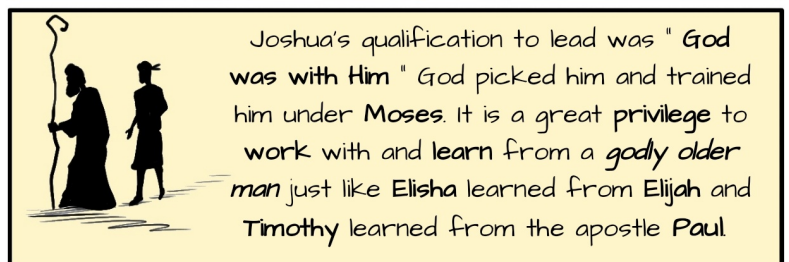 Joshua's qualification to lead was " God
was with Him " God picked him and trained
him under Moses. It is a great privilege to
work with and learn from a godly older
man just like Elisha learned from Elijah and
Timothy learned from the apostle Paul.